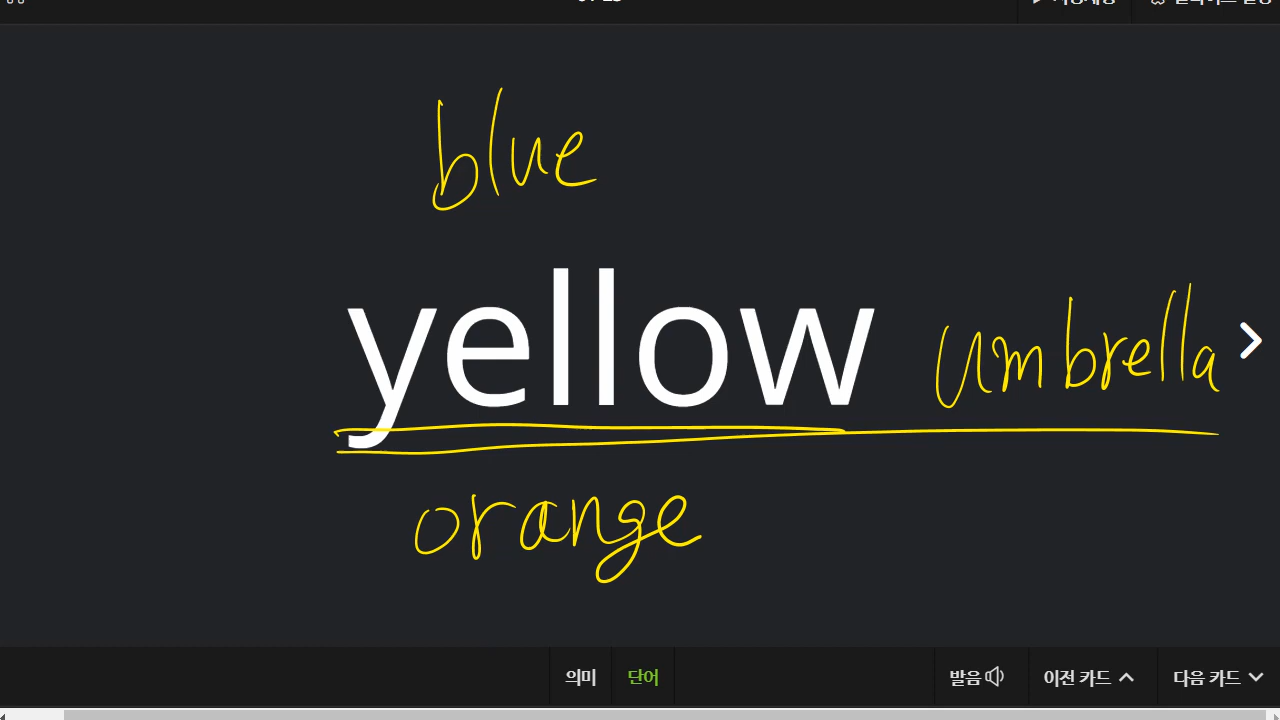 blue
yellow umbrella
orange
의미 단어 발음 이전 카드 다음 카드